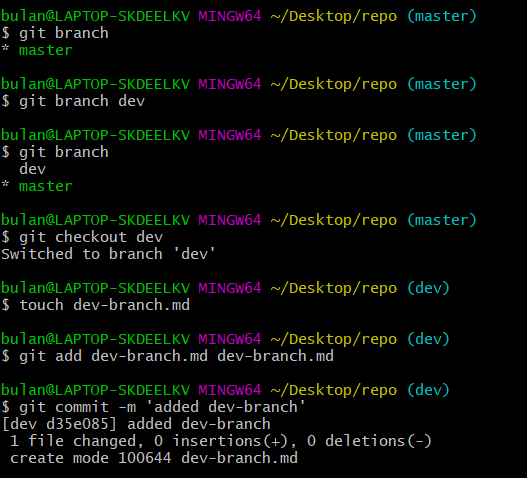 bulan@LAPTOP-SKDEELKV MINGW64 ~/Desktop/repo (master)
$ git branch
* master
bulan@LAPTOP-SKDEELKV MINGW64 ~/Desktop/repo (master)
$ git branch dev
bulan@LAPTOP-SKDEELKV MINGW64 ~/Desktop/repo (master)
$ git branch
  dev
* master
bulan@LAPTOP-SKDEELKV MINGW64 ~/Desktop/repo (master)
$ git checkout dev
Switched to branch 'dev'
bulan@LAPTOP-SKDEELKV MINGW64 ~/Desktop/repo (dev)
$ touch dev-branch.md
bulan@LAPTOP-SKDEELKV MINGW64 ~/Desktop/repo (dev)
$ git add dev-branch.md dev-branch.md
bulan@LAPTOP-SKDEELKV MINGW64 ~/Desktop/repo (dev)
$ git commit -m 'added dev-branch'
[dev d35e085] added dev-branch
 1 file changed, 0 insertions(+), 0 deletions(-)
 create mode 100644 dev-branch.md